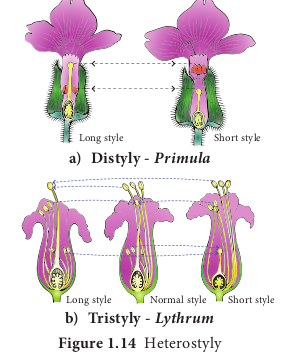 Long style Short style
a) Distyly - Primula
Long style Normal style Short style
b) Tristyly - Lythrum
Figure 1.14 Heterostyly